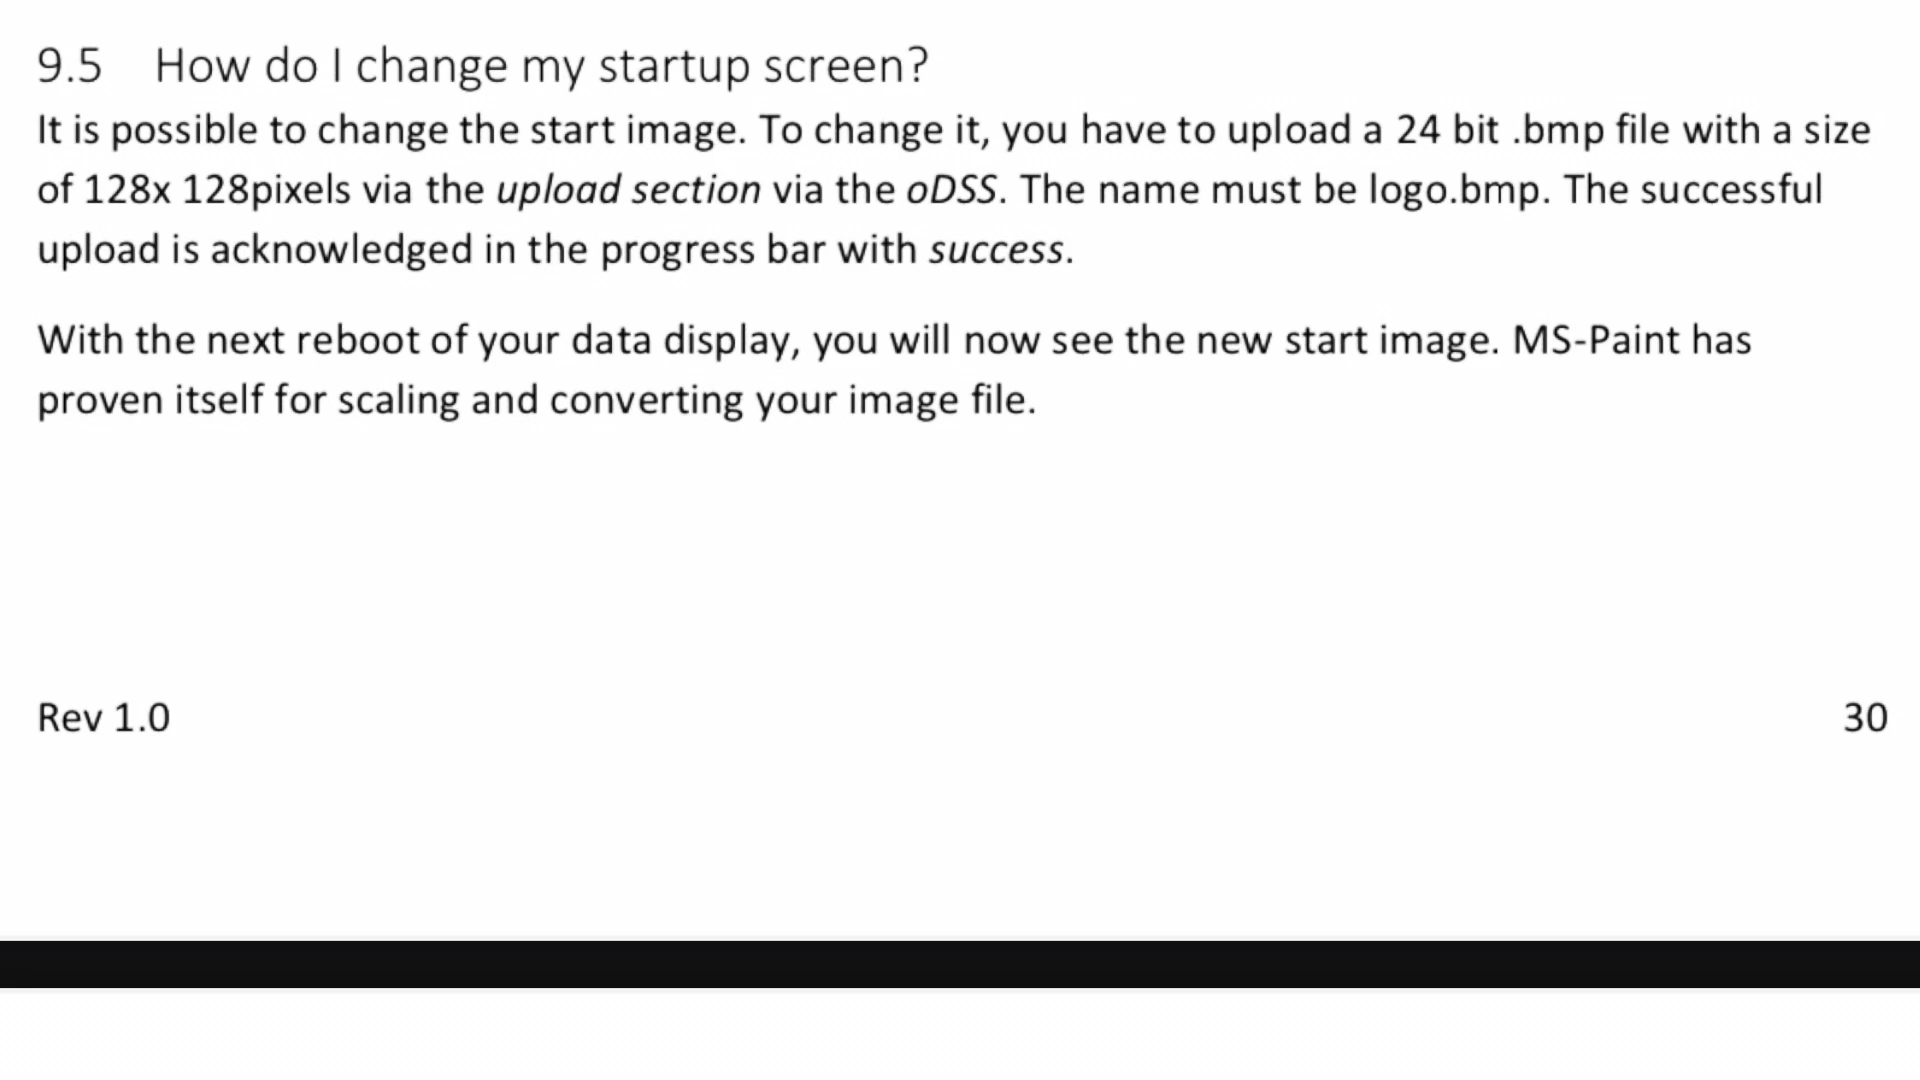 9.5 How do I change my startup screen?
It is possible to change the start image. To change it, you have to upload a 24 bit .bmp file with a size
of 128x 128pixels via the upload section via the oDSS. The name must be logo.bmp. The successful
upload is acknowledged in the progress bar with success.
With the next reboot of your data display, you will now see the new start image. MS-Paint has
proven itself for scaling and converting your image file.
Rev 1.0
30